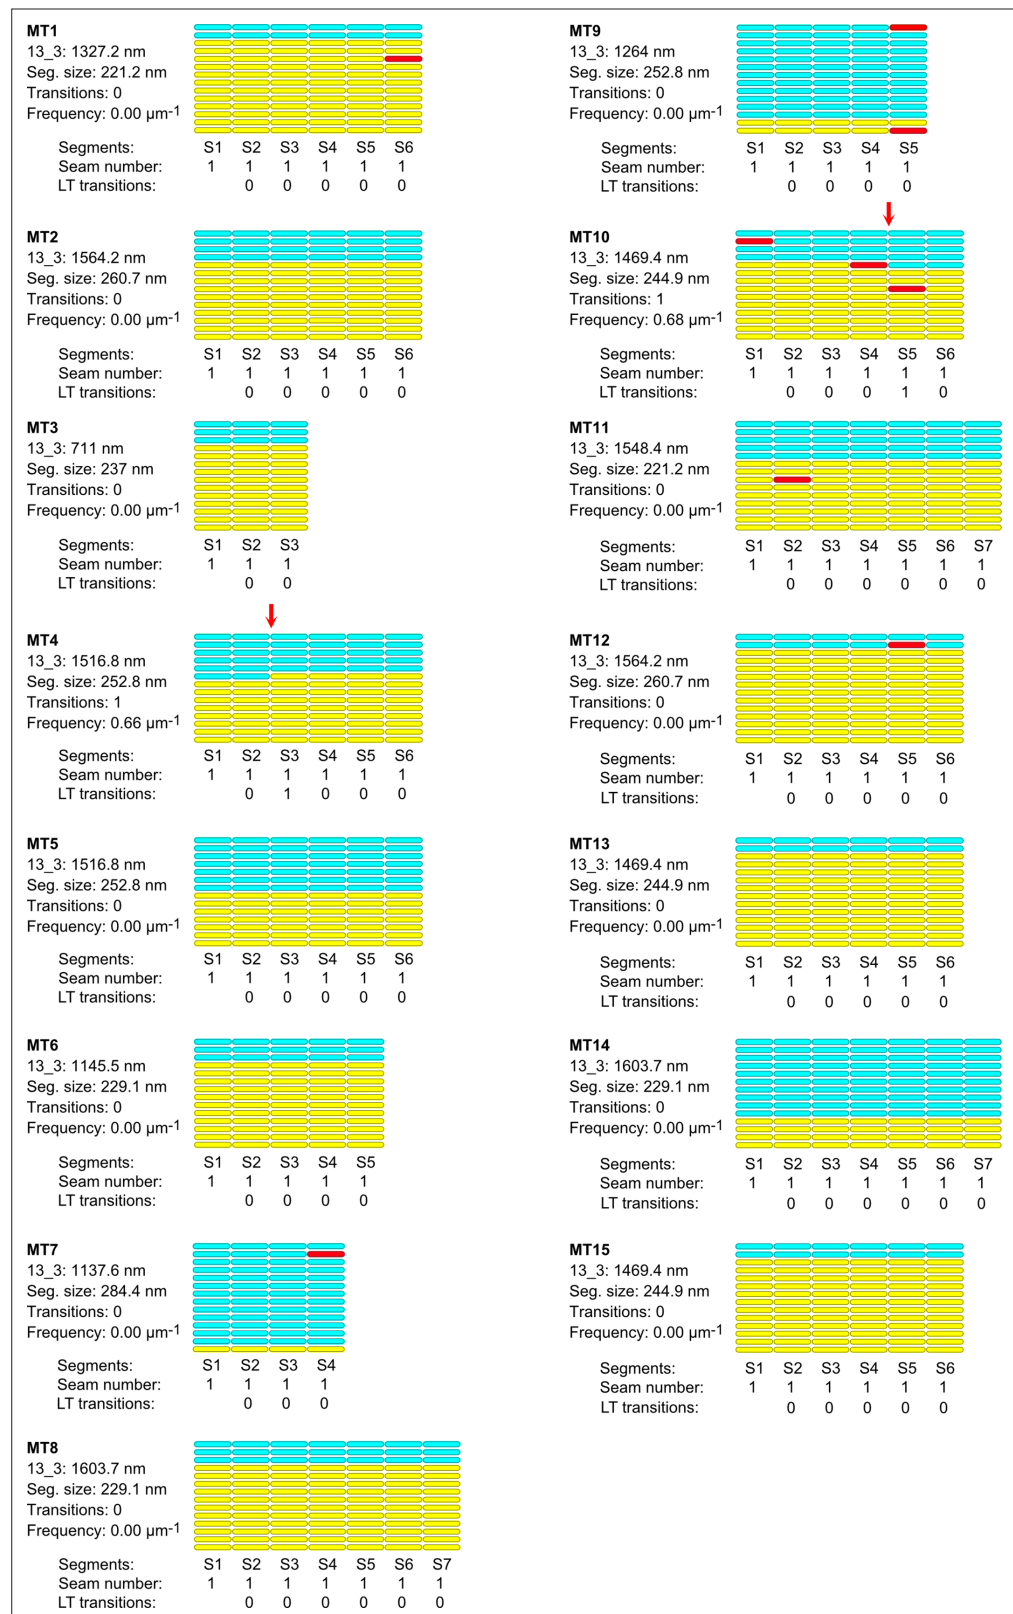 MT1
13_3: 1327.2 nm
Seg. size: 221.2 nm
Transitions: 0
Frequency: 0.00 µm-1
Segments: S1 S2 S3 S4 S5 S6
Seam number: 1 1 1 1 1 1
LT transitions: 0 0 0 0 0
MT2
13_3: 1564.2 nm
Seg. size: 260.7 nm
Transitions: 0
Frequency: 0.00 µm-1
Segments: S1 S2 S3 S4 S5 S6
Seam number: 1 1 1 1 1 1
LT transitions: 0 0 0 0 0
MT3
13_3: 711 nm
Seg. size: 237 nm
Transitions: 0
Frequency: 0.00 µm-1
Segments: S1 S2 S3
Seam number: 1 1 1
LT transitions: 0 0
MT4
13_3: 1516.8 nm
Seg. size: 252.8 nm
Transitions: 1
Frequency: 0.66 µm-1
Segments: S1 S2 S3 S4 S5 S6
Seam number: 1 1 1 1 1 1
LT transitions: 0 1 0 0 0
MT5
13_3: 1516.8 nm
Seg. size: 252.8 nm
Transitions: 0
Frequency: 0.00 µm-1
Segments: S1 S2 S3 S4 S5 S6
Seam number: 1 1 1 1 1 1
LT transitions: 0 0 0 0 0
MT6
13_3: 1145.5 nm
Seg. size: 229.1 nm
Transitions: 0
Frequency: 0.00 µm-1
Segments: S1 S2 S3 S4 S5
Seam number: 1 1 1 1 1
LT transitions: 0 0 0 0
MT7
13_3: 1137.6 nm
Seg. size: 284.4 nm
Transitions: 0
Frequency: 0.00 µm-1
Segments: S1 S2 S3 S4
Seam number: 1 1 1 1
LT transitions: 0 0 0
MT8
13_3: 1603.7 nm
Seg. size: 229.1 nm
Transitions: 0
Frequency: 0.00 µm-1
Segments: S1 S2 S3 S4 S5 S6 S7
Seam number: 1 1 1 1 1 1 1
LT transitions: 0 0 0 0 0 0
MT9
13_3: 1264 nm
Seg. size: 252.8 nm
Transitions: 0
Frequency: 0.00 µm-1
Segments: S1 S2 S3 S4 S5
Seam number: 1 1 1 1 1
LT transitions: 0 0 0 0
MT10
13_3: 1469.4 nm
Seg. size: 244.9 nm
Transitions: 1
Frequency: 0.68 µm-1
Segments: S1 S2 S3 S4 S5 S6
Seam number: 1 1 1 1 1 1
LT transitions: 0 0 0 1 0
MT11
13_3: 1548.4 nm
Seg. size: 221.2 nm
Transitions: 0
Frequency: 0.00 µm-1
Segments: S1 S2 S3 S4 S5 S6 S7
Seam number: 1 1 1 1 1 1 1
LT transitions: 0 0 0 0 0 0
MT12
13_3: 1564.2 nm
Seg. size: 260.7 nm
Transitions: 0
Frequency: 0.00 µm-1
Segments: S1 S2 S3 S4 S5 S6
Seam number: 1 1 1 1 1 1
LT transitions: 0 0 0 0 0
MT13
13_3: 1469.4 nm
Seg. size: 244.9 nm
Transitions: 0
Frequency: 0.00 µm-1
Segments: S1 S2 S3 S4 S5 S6
Seam number: 1 1 1 1 1 1
LT transitions: 0 0 0 0 0
MT14
13_3: 1603.7 nm
Seg. size: 229.1 nm
Transitions: 0
Frequency: 0.00 µm-1
Segments: S1 S2 S3 S4 S5 S6 S7
Seam number: 1 1 1 1 1 1 1
LT transitions: 0 0 0 0 0 0
MT15
13_3: 1469.4 nm
Seg. size: 244.9 nm
Transitions: 0
Frequency: 0.00 µm-1
Segments: S1 S2 S3 S4 S5 S6
Seam number: 1 1 1 1 1 1
LT transitions: 0 0 0 0 0